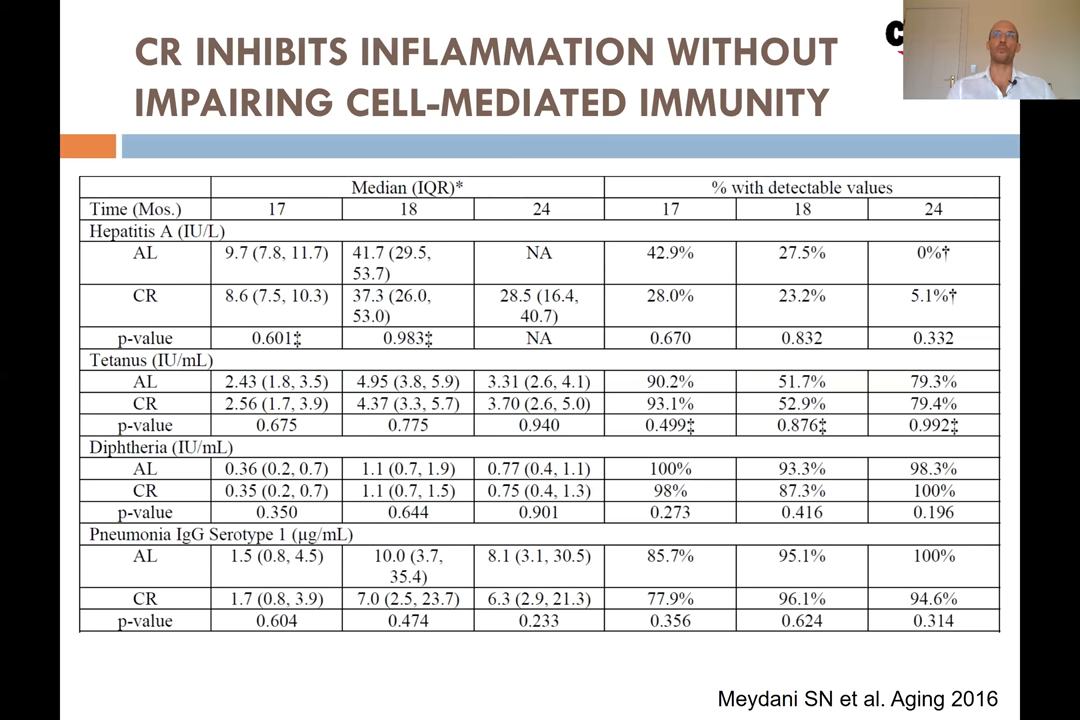 CR INHIBITS INFLAMMATION WITHOUT
IMPAIRING CELL-MEDIATED IMMUNITY
Median (IQR)* % with detectable values
Time (Mos.) 17 18 24 17 18 24
Hepatitis A (IU/L)
AL 9.7 (7.8, 11.7) 41.7 (29.5, 53.7) NA 42.9% 27.5% 0%†
CR 8.6 (7.5, 10.3) 37.3 (26.0, 53.0) 28.5 (16.4, 40.7) 28.0% 23.2% 5.1%†
p-value 0.601‡ 0.983‡ NA 0.670 0.832 0.332
Tetanus (IU/mL)
AL 2.43 (1.8, 3.5) 4.95 (3.8, 5.9) 3.31 (2.6, 4.1) 90.2% 51.7% 79.3%
CR 2.56 (1.7, 3.9) 4.37 (3.3, 5.7) 3.70 (2.6, 5.0) 93.1% 52.9% 79.4%
p-value 0.675 0.775 0.940 0.499‡ 0.876‡ 0.992‡
Diphtheria (IU/mL)
AL 0.36 (0.2, 0.7) 1.1 (0.7, 1.9) 0.77 (0.4, 1.1) 100% 93.3% 98.3%
CR 0.35 (0.2, 0.7) 1.1 (0.7, 1.5) 0.75 (0.4, 1.3) 98% 87.3% 100%
p-value 0.350 0.644 0.901 0.273 0.416 0.196
Pneumonia IgG Serotype 1 (µg/mL)
AL 1.5 (0.8, 4.5) 10.0 (3.7, 35.4) 8.1 (3.1, 30.5) 85.7% 95.1% 100%
CR 1.7 (0.8, 3.9) 7.0 (2.5, 23.7) 6.3 (2.9, 21.3) 77.9% 96.1% 94.6%
p-value 0.604 0.474 0.233 0.356 0.624 0.314
Meydani SN et al. Aging 2016